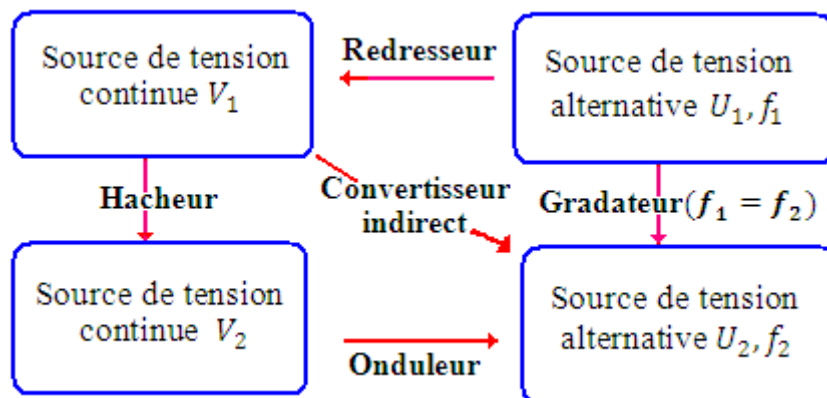 Source de tension
continue V₁
Redresseur
Source de tension
alternative U₁, f₁
Hacheur
Convertisseur
indirect
Gradateur(f₁ = f₂)
Source de tension
continue V₂
Onduleur
Source de tension
alternative U₂, f₂